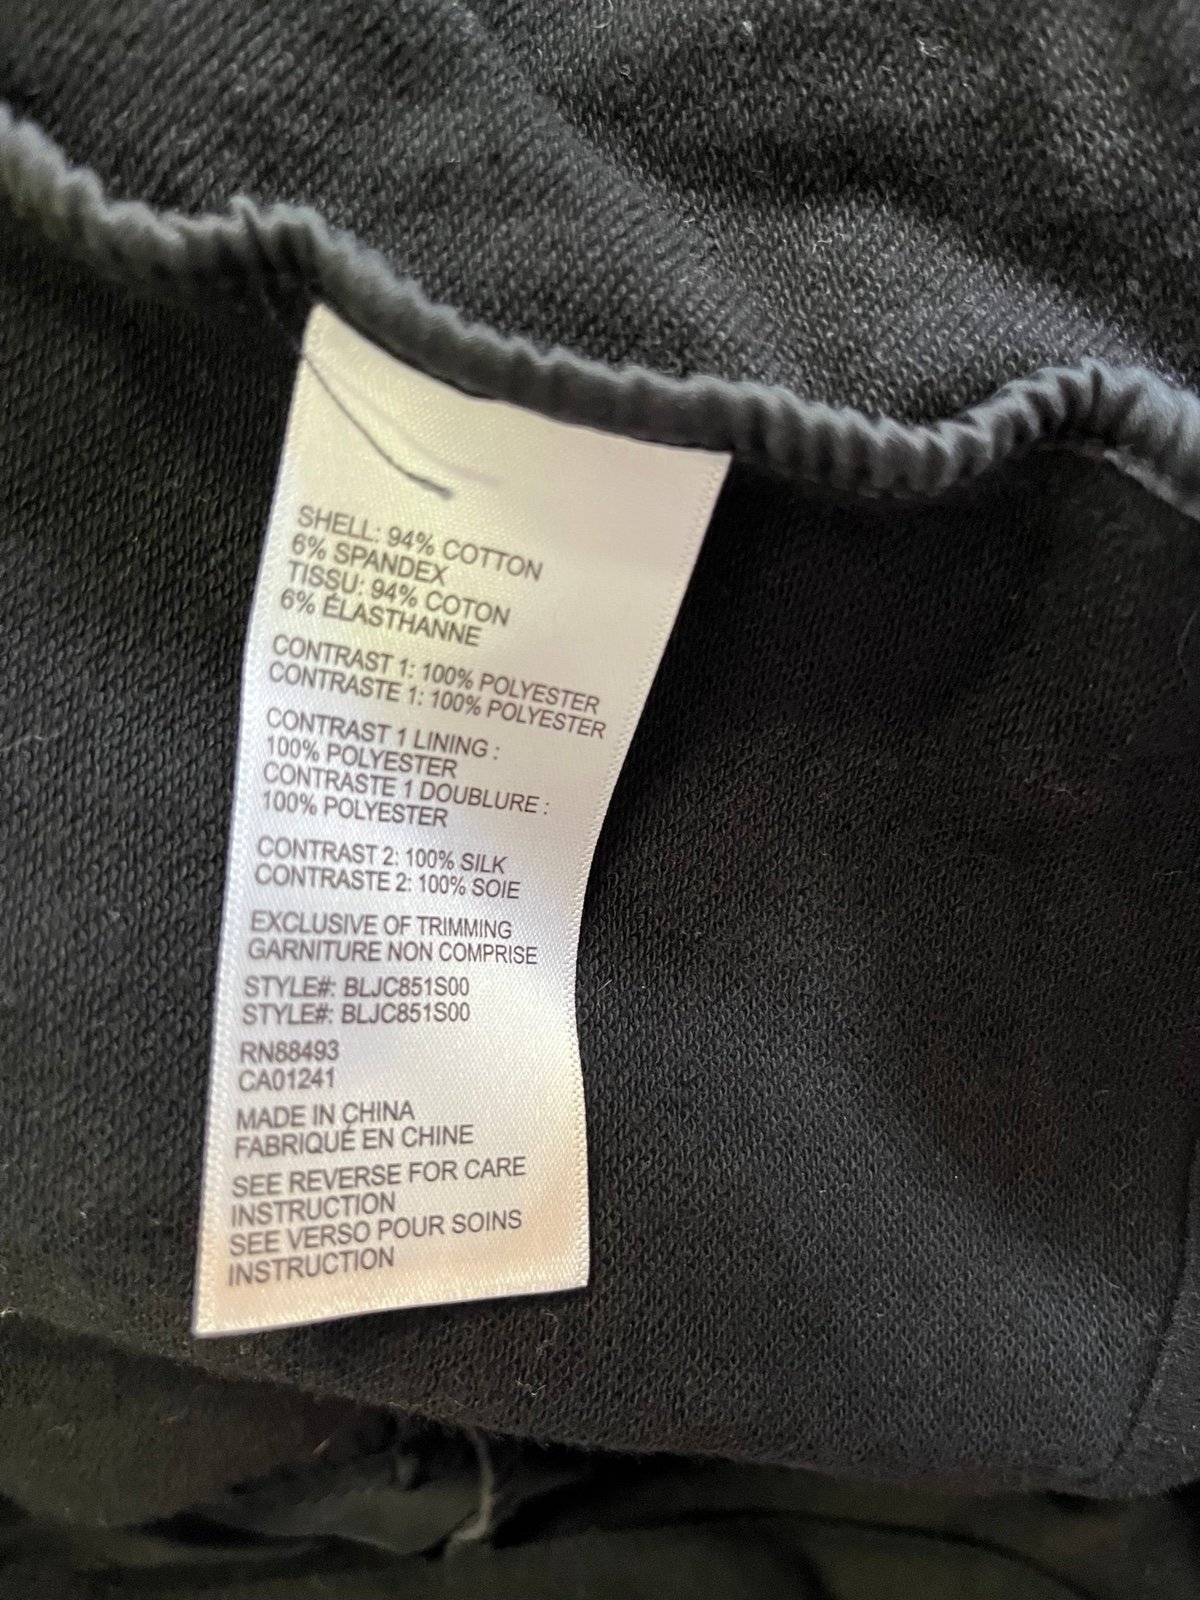 SHELL: 94% COTTON
6% SPANDEX
TISSU: 94% COTON
6% ÉLASTHANNE
CONTRAST 1: 100% POLYESTER
CONTRASTE 1: 100% POLYESTER
CONTRAST 1 LINING :
100% POLYESTER
CONTRASTE 1 DOUBLURE :
100% POLYESTER
CONTRAST 2: 100% SILK
CONTRASTE 2: 100% SOIE
EXCLUSIVE OF TRIMMING
GARNITURE NON COMPRISE
STYLE#: BLJC851S00
STYLE#: BLJC851S00
RN88493
CA01241
MADE IN CHINA
FABRIQUÉ EN CHINE
SEE REVERSE FOR CARE
INSTRUCTION
SEE VERSO POUR SOINS
INSTRUCTION